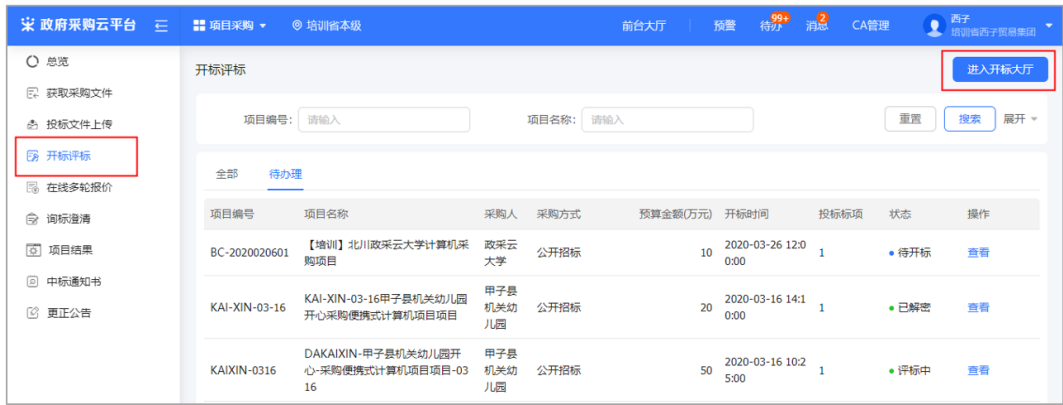 政府采购云平台
项目采购
培训省本级
前台大厅
预警
待办
99+
消息
2
CA管理
西子
培训省西子贸易集团
总览
获取采购文件
投标文件上传
开标评标
在线多轮报价
询标澄清
项目结果
中标通知书
更正公告
开标评标
进入开标大厅
项目编号: 请输入
项目名称: 请输入
重置
搜索
展开
全部 待办理
项目编号 项目名称 采购人 采购方式 预算金额(万元) 开标时间 投标标项 状态 操作
BC-2020020601
【培训】北川政采云大学计算机采
购项目
政采云
大学
公开招标
10
2020-03-26 12:0
0:00
1
待开标
查看
KAI-XIN-03-16
KAI-XIN-03-16甲子县机关幼儿园
开心采购便携式计算机项目项目
甲子县
机关幼
儿园
公开招标
20
2020-03-16 14:1
0:00
1
已解密
查看
KAIXIN-0316
DAKAIXIN-甲子县机关幼儿园开
心-采购便携式计算机项目项目-03
16
甲子县
机关幼
儿园
公开招标
50
2020-03-16 10:2
5:00
1
评标中
查看